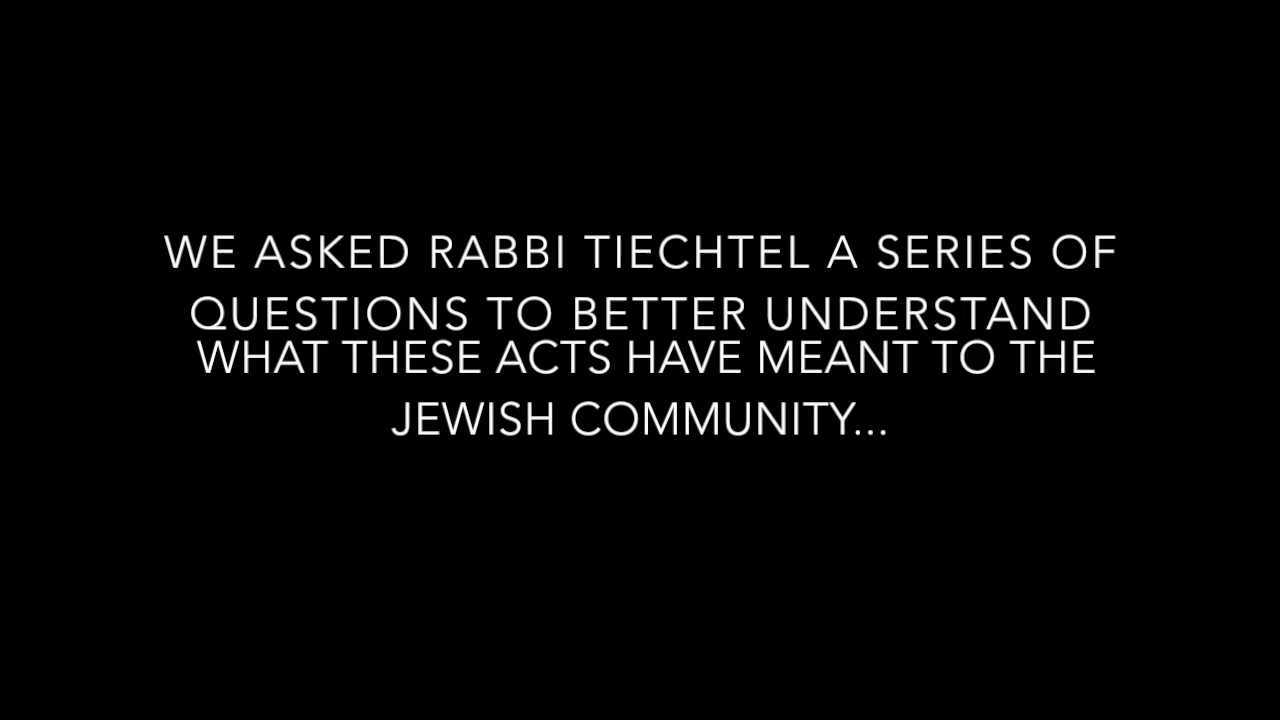 WE ASKED RABBI TIECHTEL A SERIES OF
QUESTIONS TO BETTER UNDERSTAND
WHAT THESE ACTS HAVE MEANT TO THE
JEWISH COMMUNITY...